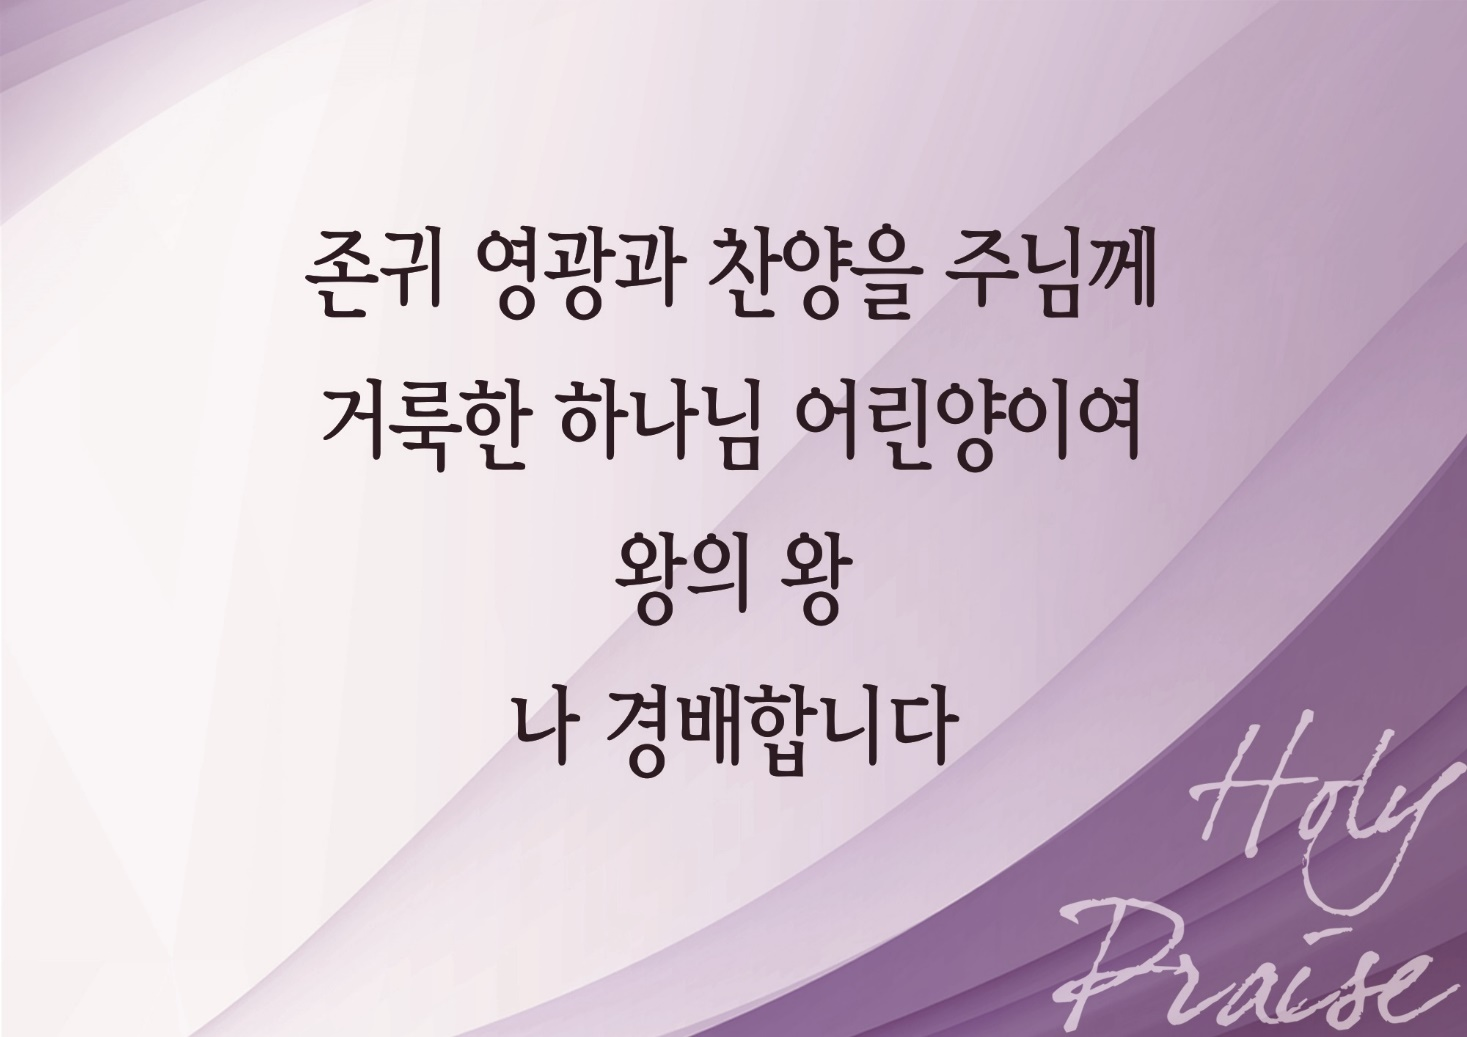 존귀 영광과 찬양을 주님께
거룩한 하나님 어린양이여
왕의 왕
나 경배합니다
Holy
Praise